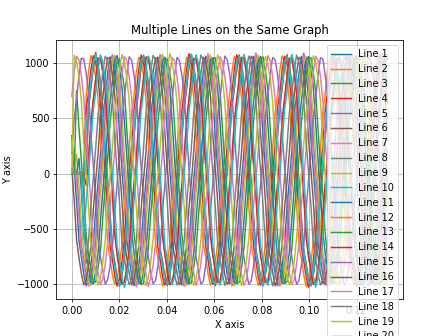 Multiple Lines on the Same Graph
Y axis
1000
500
0
−500
−1000
0.00
0.02
0.04
0.06
0.08
0.10
X axis
Line 1
Line 2
Line 3
Line 4
Line 5
Line 6
Line 7
Line 8
Line 9
Line 10
Line 11
Line 12
Line 13
Line 14
Line 15
Line 16
Line 17
Line 18
Line 19
Line 20